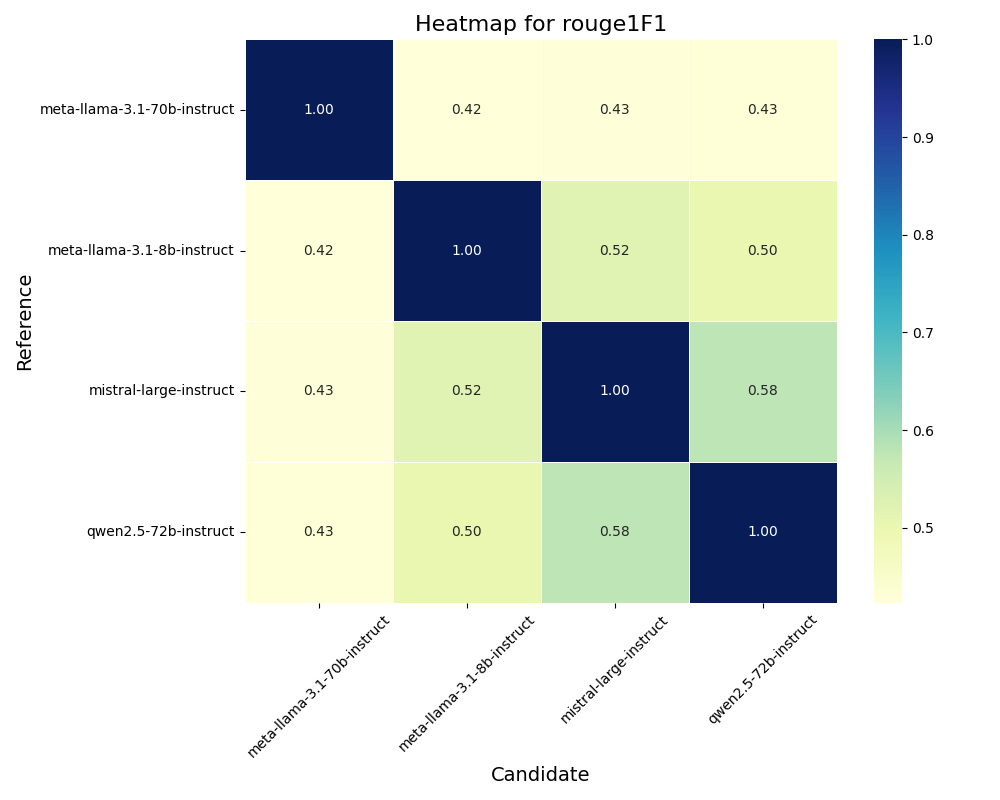 Heatmap for rouge1F1
Reference
meta-llama-3.1-70b-instruct 1.00 0.42 0.43 0.43
meta-llama-3.1-8b-instruct 0.42 1.00 0.52 0.50
mistral-large-instruct 0.43 0.52 1.00 0.58
qwen2.5-72b-instruct 0.43 0.50 0.58 1.00
meta-llama-3.1-70b-instruct
meta-llama-3.1-8b-instruct
mistral-large-instruct
qwen2.5-72b-instruct
Candidate
1.0
0.9
0.8
0.7
0.6
0.5